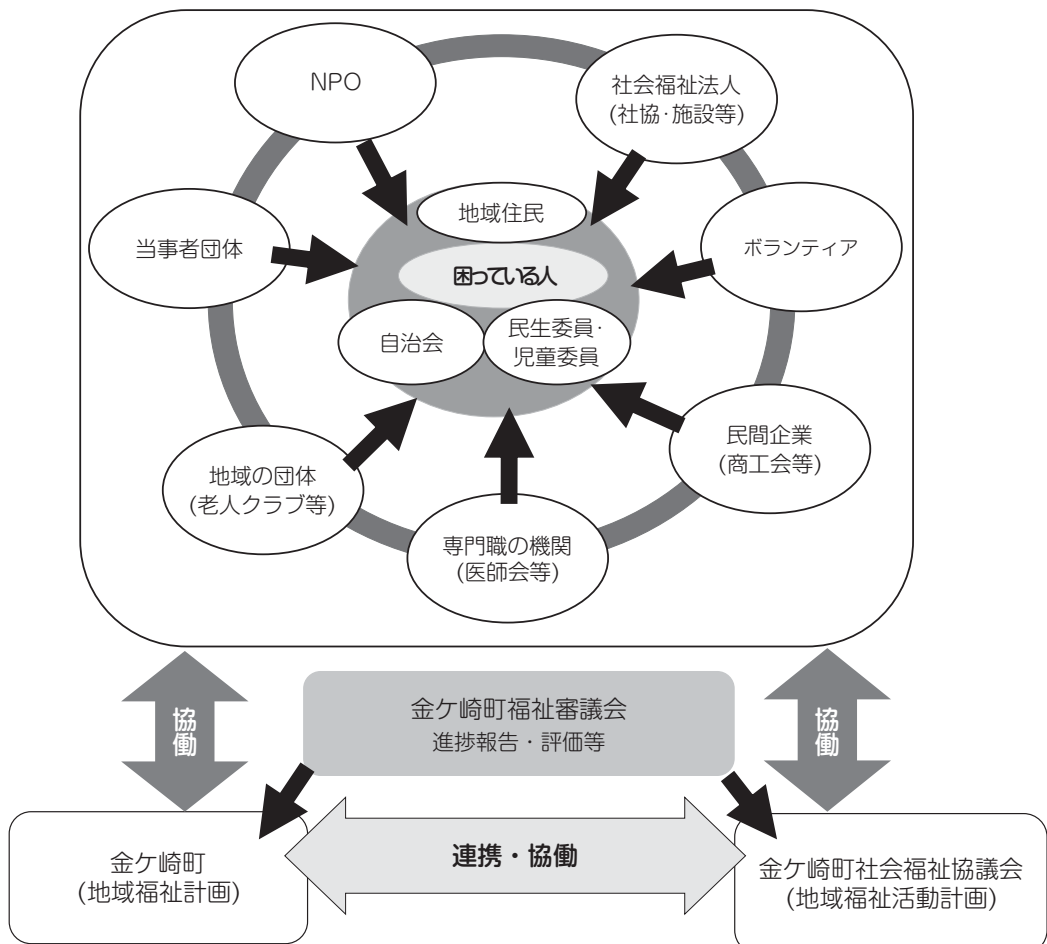 NPO
社会福祉法人
(社協・施設等)
地域住民
当事者団体
ボランティア
困っている人
自治会
民生委員・
児童委員
民間企業
(商工会等)
地域の団体
(老人クラブ等)
専門職の機関
(医師会等)
協働
金ケ崎町福祉審議会
進捗報告・評価等
協働
金ケ崎町
(地域福祉計画)
連携・協働
金ケ崎町社会福祉協議会
(地域福祉活動計画)